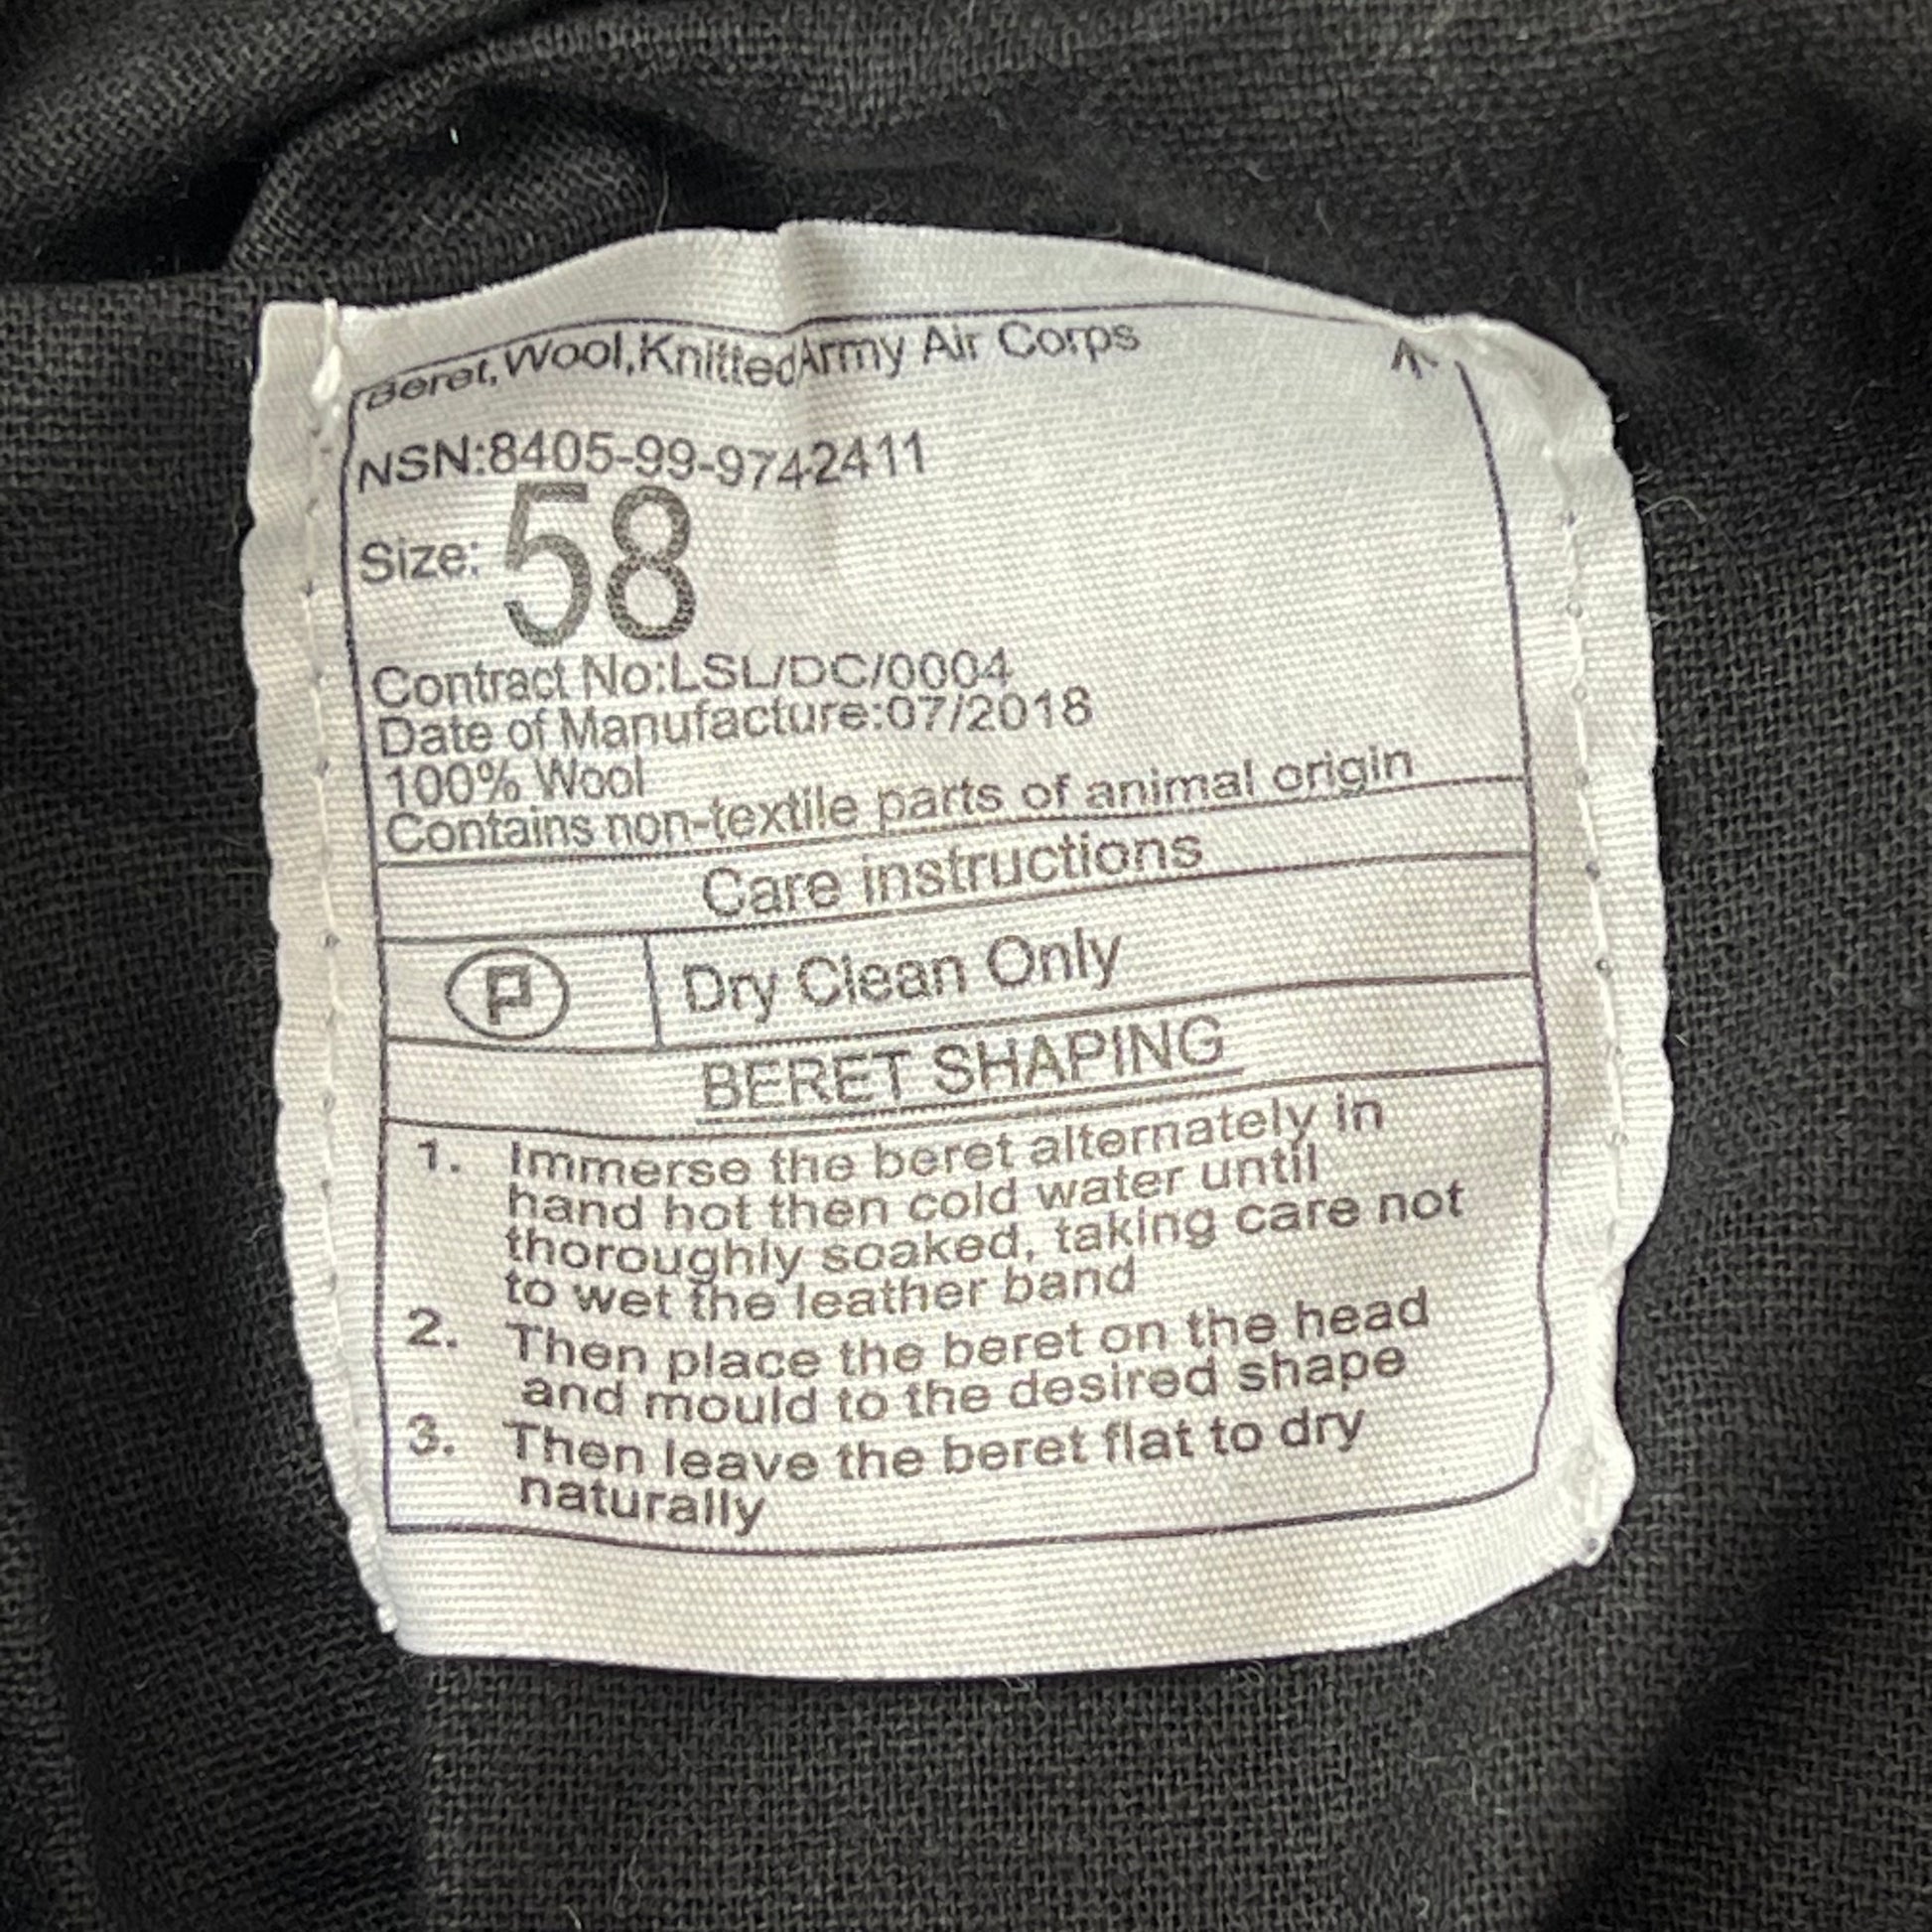 Beret,Wool,KnittedArmy Air Corps
NSN:8405-99-9742411
Size: 58
Contract No:LSL/DC/0004
Date of Manufacture:07/2018
100% Wool
Contains non-textile parts of animal origin
Care instructions
P Dry Clean Only
BERET SHAPING
1. Immerse the beret alternately in
hand hot then cold water until
thoroughly soaked, taking care not
to wet the leather band
2. Then place the beret on the head
and mould to the desired shape
3. Then leave the beret flat to dry
naturally